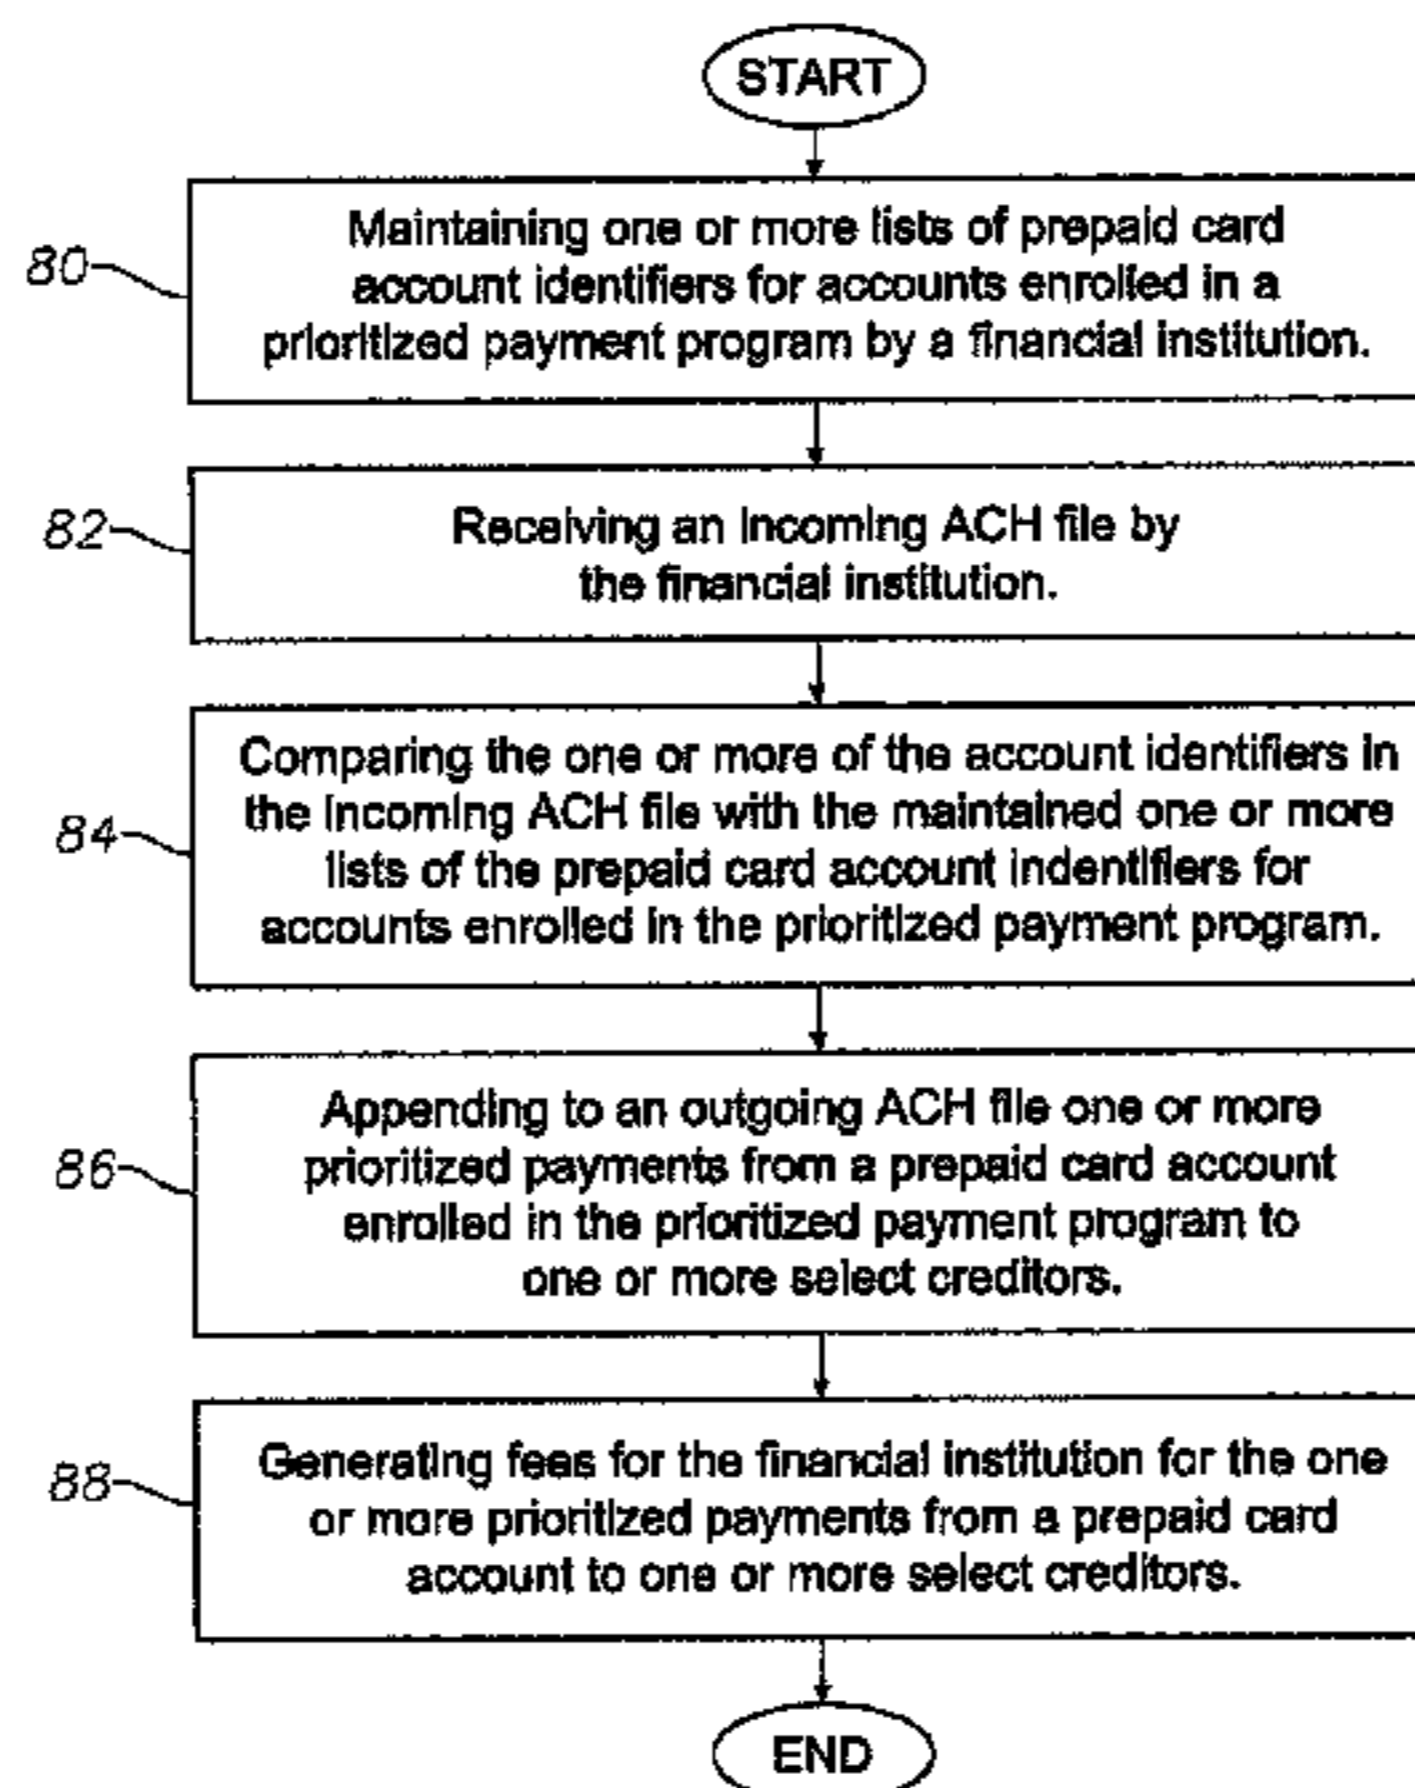 START
80
Maintaining one or more lists of prepaid card
account identifiers for accounts enrolled in a
prioritized payment program by a financial institution.
82
Receiving an incoming ACH file by
the financial institution.
84
Comparing the one or more of the account identifiers in
the incoming ACH file with the maintained one or more
lists of the prepaid card account indentifiers for
accounts enrolled in the prioritized payment program.
86
Appending to an outgoing ACH file one or more
prioritized payments from a prepaid card account
enrolled in the prioritized payment program to
one or more select creditors.
88
Generating fees for the financial institution for the one
or more prioritized payments from a prepaid card
account to one or more select creditors.
END